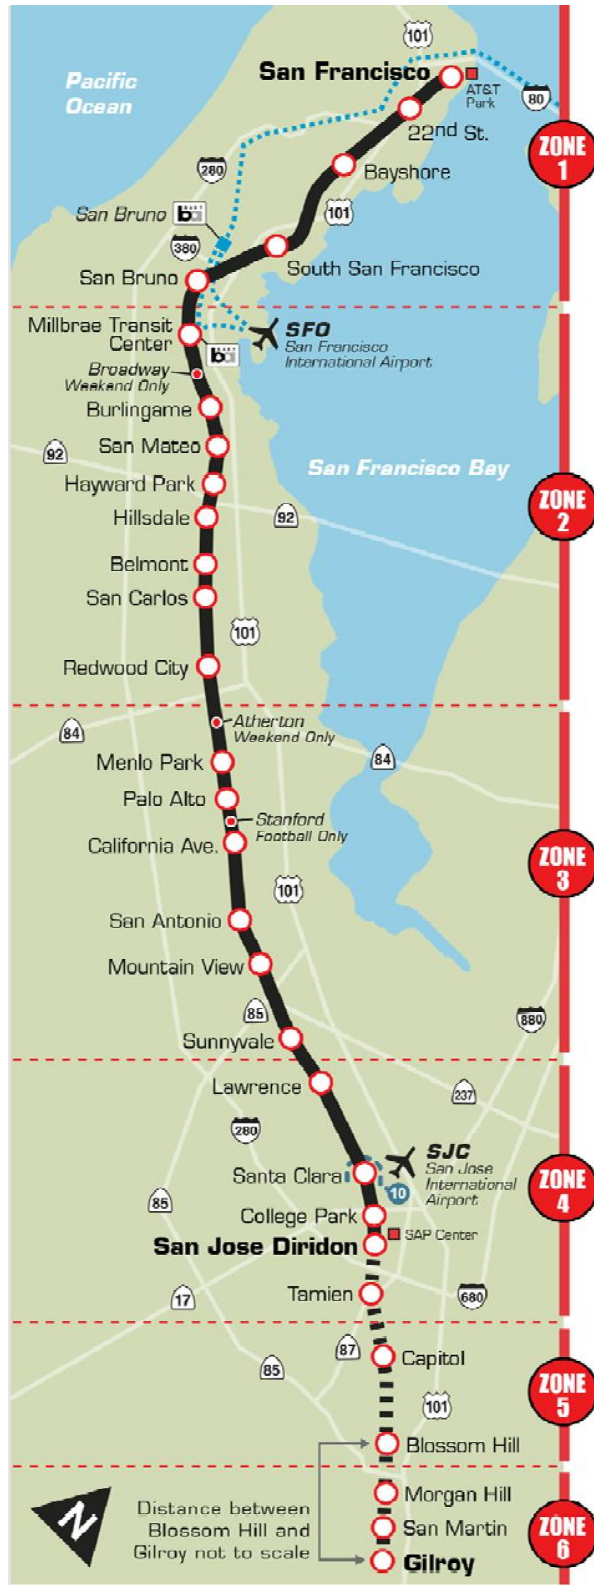 101
San Francisco
Pacific
Ocean
AT&T
Park
80
22nd St.
ZONE
1
280
Bayshore
101
San Bruno
ba
380
South San Francisco
San Bruno
Millbrae Transit
Center
SFO
San Francisco
International Airport
ba
Broadway
Weekend Only
Burlingame
San Mateo
92
San Francisco Bay
Hayward Park
ZONE
2
Hillsdale
92
Belmont
San Carlos
101
Redwood City
Atherton
Weekend Only
84
Menlo Park
84
Palo Alto
Stanford
Football Only
California Ave.
ZONE
3
101
San Antonio
Mountain View
85
880
Sunnyvale
Lawrence
237
280
SJC
San Jose
International
Airport
Santa Clara
10
ZONE
4
85
College Park
SAP Center
San Jose Diridon
Tamien
17
680
87
Capitol
85
ZONE
5
101
Blossom Hill
N
Distance between
Blossom Hill and
Gilroy not to scale
Morgan Hill
San Martin
ZONE
6
Gilroy